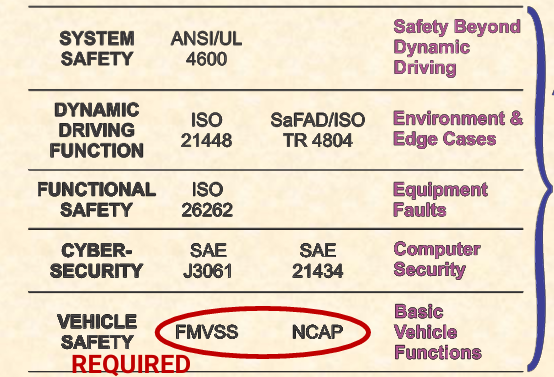 SYSTEM
SAFETY
ANSI/UL
4600
Safety Beyond
Dynamic
Driving
DYNAMIC
DRIVING
FUNCTION
ISO
21448
SaFAD/ISO
TR 4804
Environment &
Edge Cases
FUNCTIONAL
SAFETY
ISO
26262
Equipment
Faults
CYBER-
SECURITY
SAE
J3061
SAE
21434
Computer
Security
VEHICLE
SAFETY
FMVSS
NCAP
Basic
Vehicle
Functions
REQUIRED